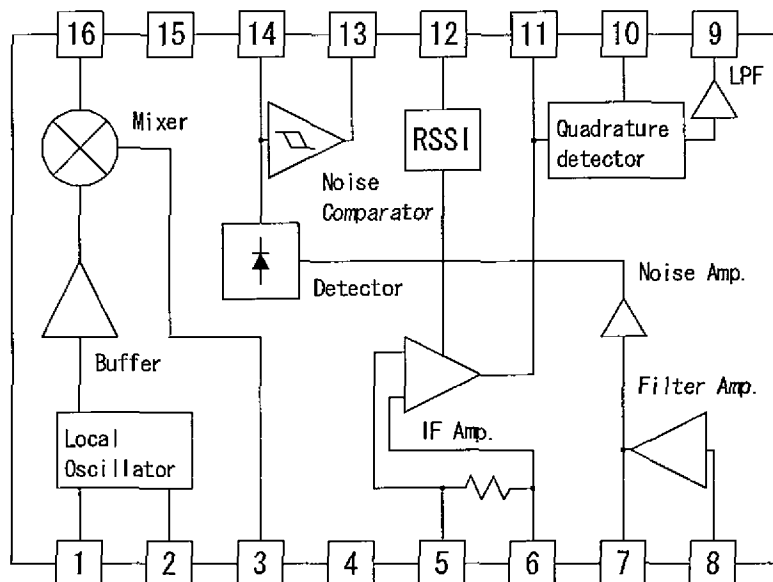 16 15 14 13 12 11 10 9
LPF
Mixer
RSSI
Quadrature
detector
Noise
Comparator
Detector
Noise Amp.
Buffer
Filter Amp.
IF Amp.
Local
Oscillator
1 2 3 4 5 6 7 8